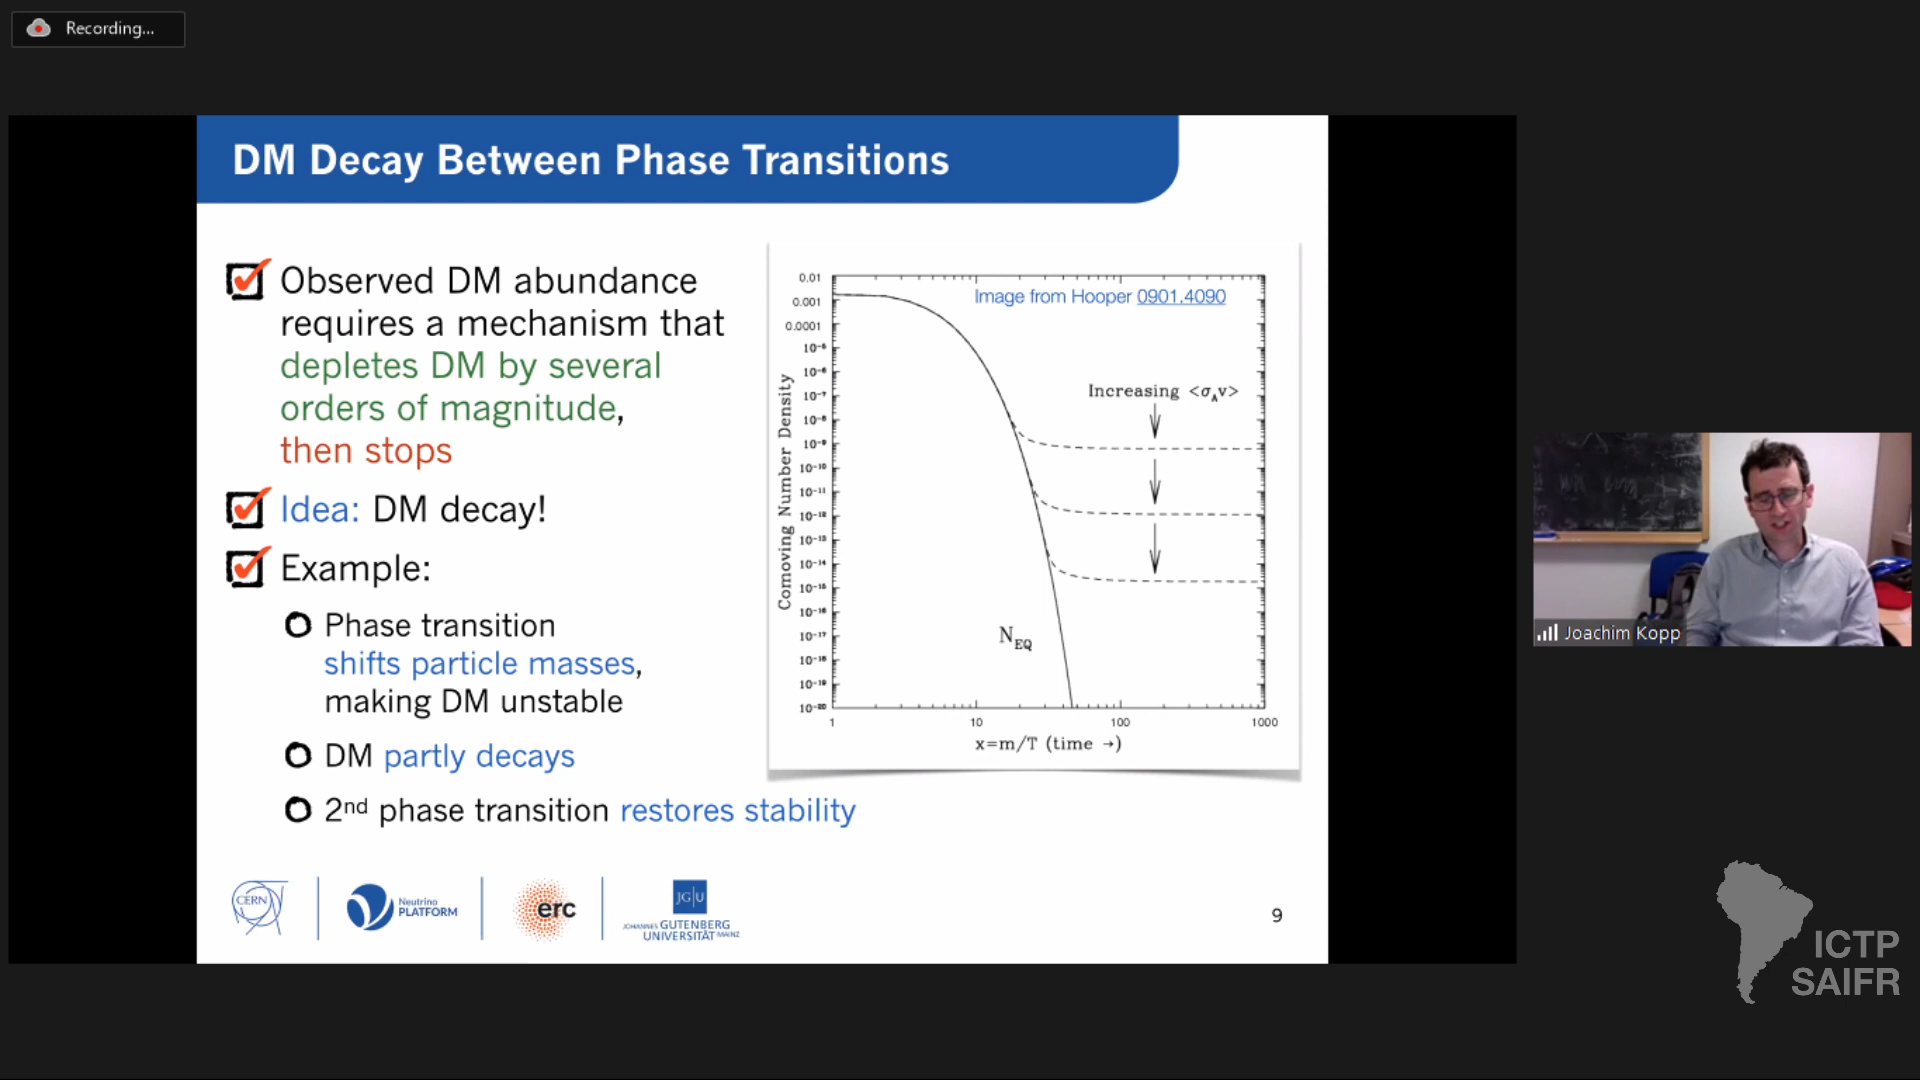 Recording...
DM Decay Between Phase Transitions
Observed DM abundance
requires a mechanism that
depletes DM by several
orders of magnitude,
then stops
Idea: DM decay!
Example:
Phase transition
shifts particle masses,
making DM unstable
DM partly decays
2nd phase transition restores stability
Image from Hooper 0901.4090
Increasing <σAv>
NEQ
Comoving Number Density
0.01
0.001
0.0001
10-5
10-6
10-7
10-8
10-9
10-10
10-11
10-12
10-13
10-14
10-15
10-16
10-17
10-18
10-19
10-20
1 10 100 1000
x=m/T (time →)
CERN
Neutrino
PLATFORM
erc
JG|U
JOHANNES GUTENBERG
UNIVERSITÄT MAINZ
9
Joachim Kopp
ICTP
SAIFR